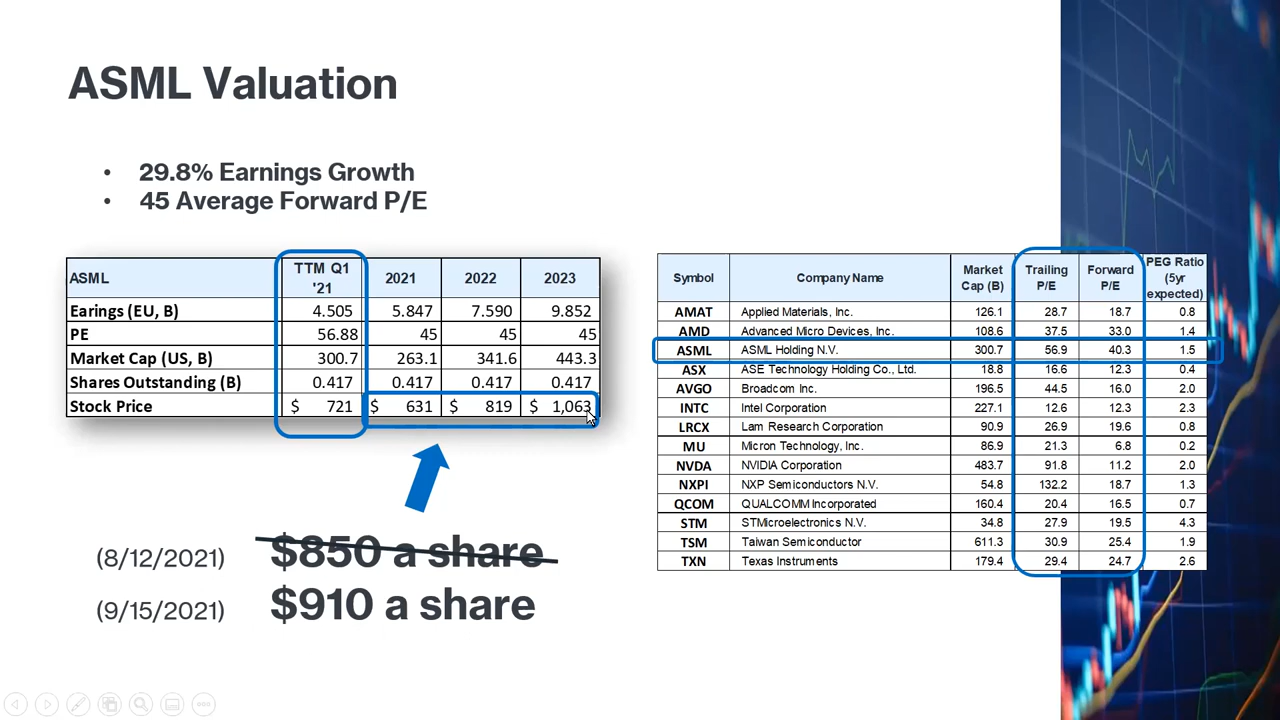 ASML Valuation
• 29.8% Earnings Growth
• 45 Average Forward P/E
ASML TTM Q1 '21 2021 2022 2023
Earings (EU, B) 4.505 5.847 7.590 9.852
PE 56.88 45 45 45
Market Cap (US, B) 300.7 263.1 341.6 443.3
Shares Outstanding (B) 0.417 0.417 0.417 0.417
Stock Price $ 721 $ 631 $ 819 $ 1,063
(8/12/2021) $850 a share
(9/15/2021) $910 a share
Symbol Company Name Market Cap (B) Trailing P/E Forward P/E PEG Ratio (5yr expected)
AMAT Applied Materials, Inc. 126.1 28.7 18.7 0.8
AMD Advanced Micro Devices, Inc. 108.6 37.5 33.0 1.4
ASML ASML Holding N.V. 300.7 56.9 40.3 1.5
ASX ASE Technology Holding Co., Ltd. 18.8 16.6 12.3 0.4
AVGO Broadcom Inc. 196.5 44.5 16.0 2.0
INTC Intel Corporation 227.1 12.6 12.3 2.3
LRCX Lam Research Corporation 90.9 26.9 19.6 0.8
MU Micron Technology, Inc. 86.9 21.3 6.8 0.2
NVDA NVIDIA Corporation 483.7 91.8 11.2 2.0
NXPI NXP Semiconductors N.V. 54.8 132.2 18.7 1.3
QCOM QUALCOMM Incorporated 160.4 20.4 16.5 0.7
STM STMicroelectronics N.V. 34.8 27.9 19.5 4.3
TSM Taiwan Semiconductor 611.3 30.9 25.4 1.9
TXN Texas Instruments 179.4 29.4 24.7 2.6